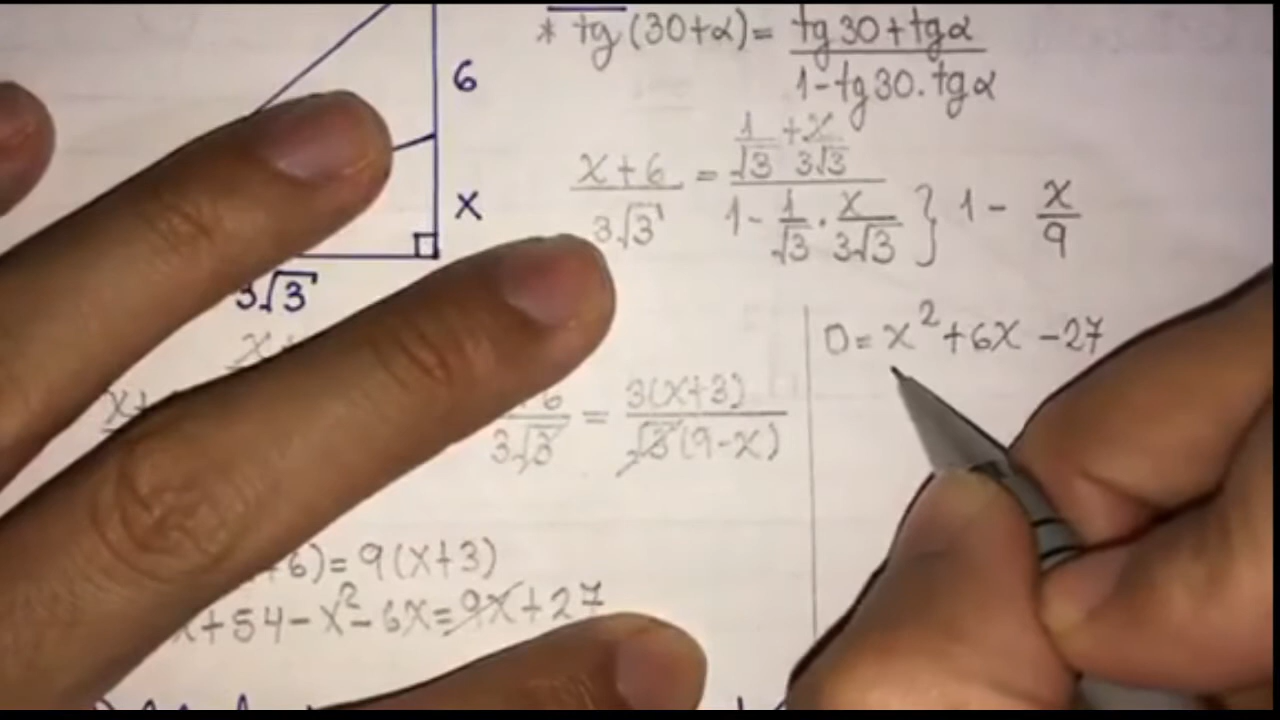 * tg (30+α) = tg30+tgα / 1-tg30.tgα
6
x+6 / 3√3 = 1/√3 + x/3√3 / 1 - 1/√3 . x/3√3 } 1 - x/9
x
3√3
0 = x² + 6x - 27
6 / 3√3 = 3(x+3) / √3(9-x)
6) = 9(x+3)
x+54-x²-6x=9x+27